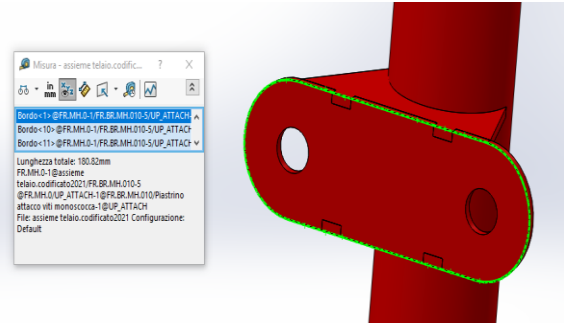 Misura - assieme telaio.codific...
in
mm
Bordo<1>@FR.MH.0-1/FR.BR.MH.010-5/UP_ATTACH-
Bordo<10>@FR.MH.0-1/FR.BR.MH.010-5/UP_ATTACH
Bordo<11>@FR.MH.0-1/FR.BR.MH.010-5/UP_ATTACH
Lunghezza totale: 180.82mm
FR.MH.0-1@assieme
telaio.codificato2021/FR.BR.MH.010-5
@FR.MH.0/UP_ATTACH-1@FR.BR.MH.010/Piastrino
attacco viti monoscocca-1@UP_ATTACH
File: assieme telaio.codificato2021 Configurazione:
Default